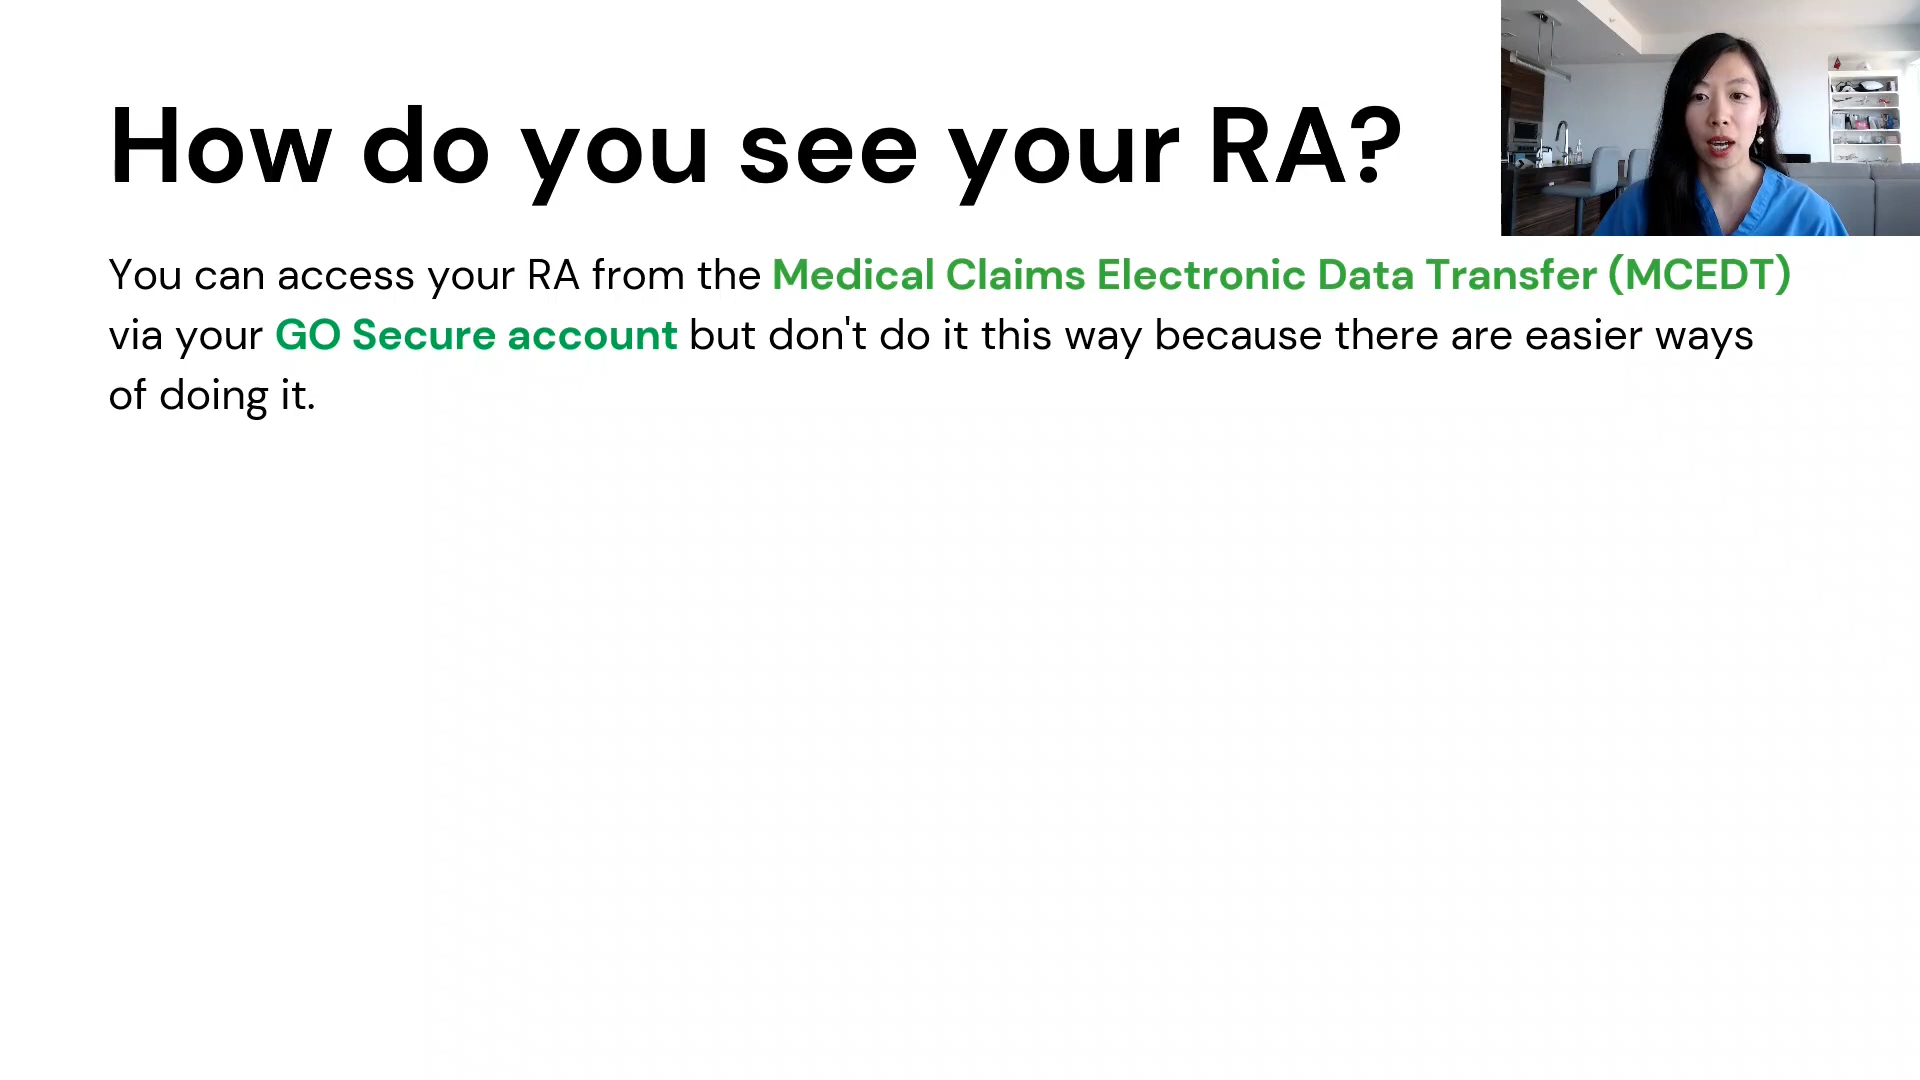 How do you see your RA?
You can access your RA from the Medical Claims Electronic Data Transfer (MCEDT)
via your GO Secure account but don't do it this way because there are easier ways
of doing it.